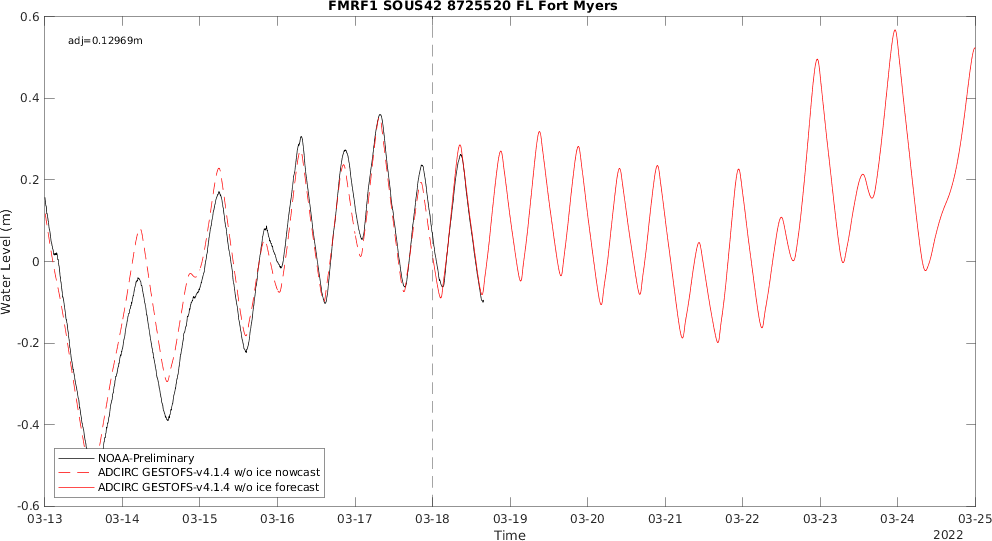 FMRF1 SOUS42 8725520 FL Fort Myers
adj=0.12969m
0.6
0.4
0.2
0
-0.2
-0.4
-0.6
Water Level (m)
NOAA-Preliminary
ADCIRC GESTOFS-v4.1.4 w/o ice nowcast
ADCIRC GESTOFS-v4.1.4 w/o ice forecast
03-13 03-14 03-15 03-16 03-17 03-18 03-19 03-20 03-21 03-22 03-23 03-24 03-25
Time
2022